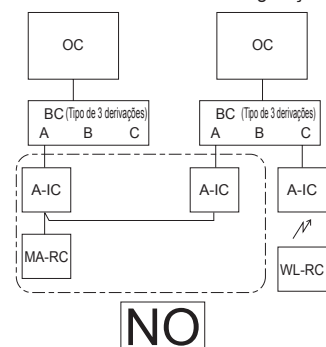 OC OC
BC (Tipo de 3 derivações) BC (Tipo de 3 derivações)
A B C A B C
A-IC A-IC A-IC
MA-RC WL-RC
NO